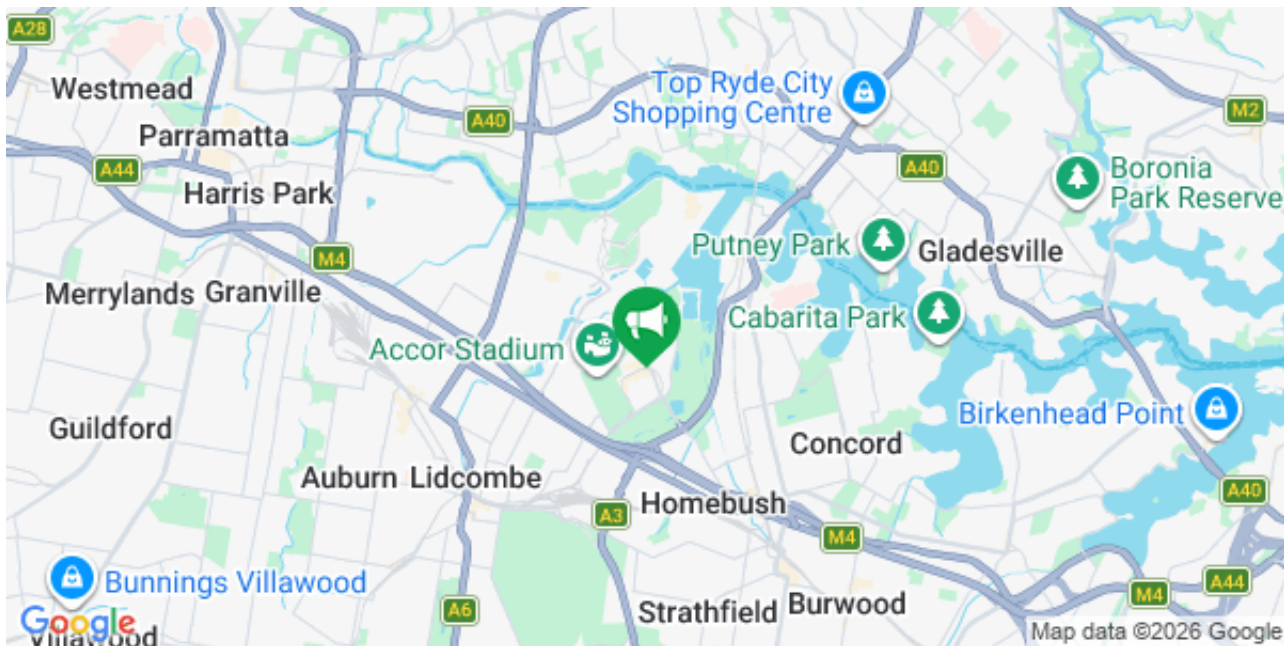 A28
Westmead
Top Ryde City
Shopping Centre
A40
M2
Parramatta
A44
A40
Boronia
Park Reserve
Harris Park
Putney Park
Gladesville
M4
Merrylands
Granville
Cabarita Park
Accor Stadium
Birkenhead Point
Guildford
Concord
Auburn
Lidcombe
A40
Homebush
A3
M4
Bunnings Villawood
A44
M4
A6
Strathfield
Burwood
Google
Villawood
Map data ©2026 Google